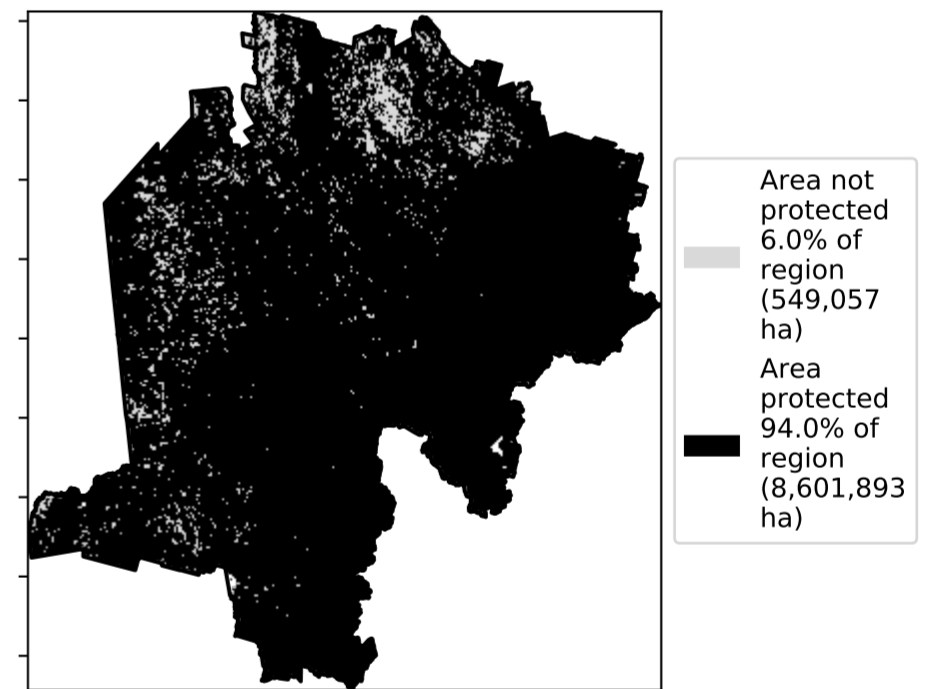 Area not
protected
6.0% of
region
(549,057
ha)
Area
protected
94.0% of
region
(8,601,893
ha)